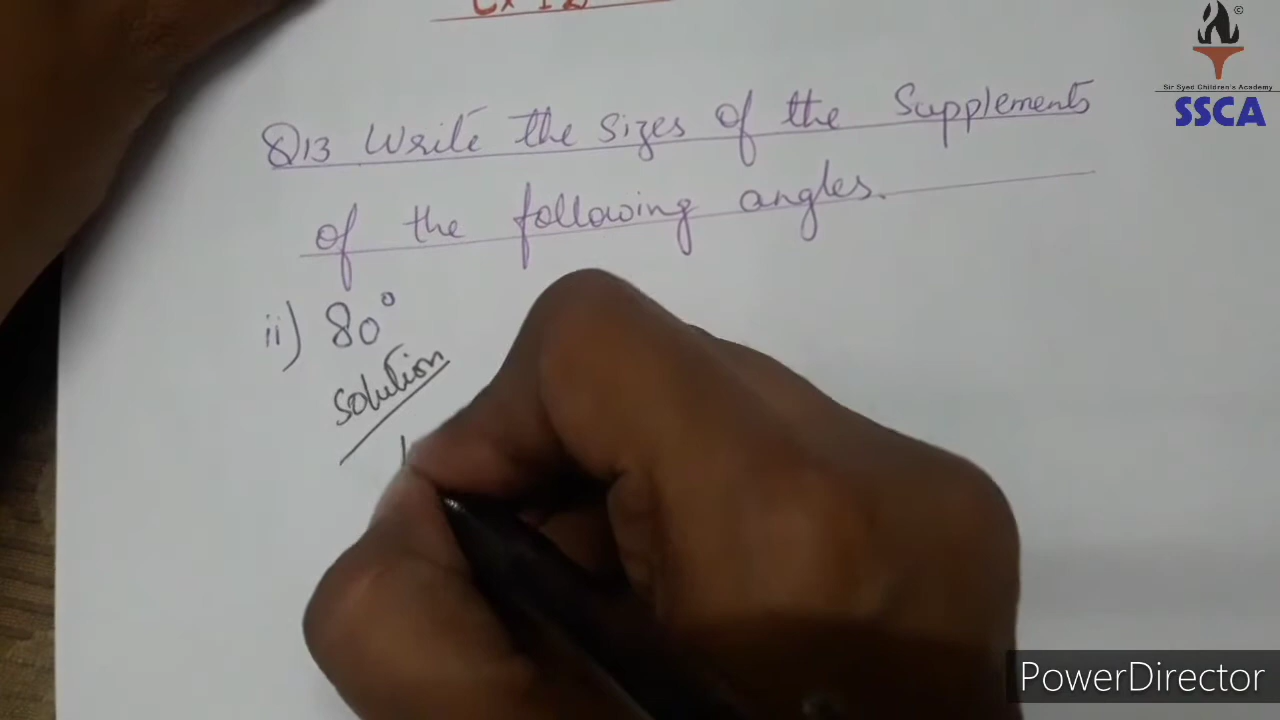 Q13 Write the sizes of the Supplements
of the following angles.
ii) 80°
Solution
©
Sir Syed Children's Academy
SSCA
PowerDirector